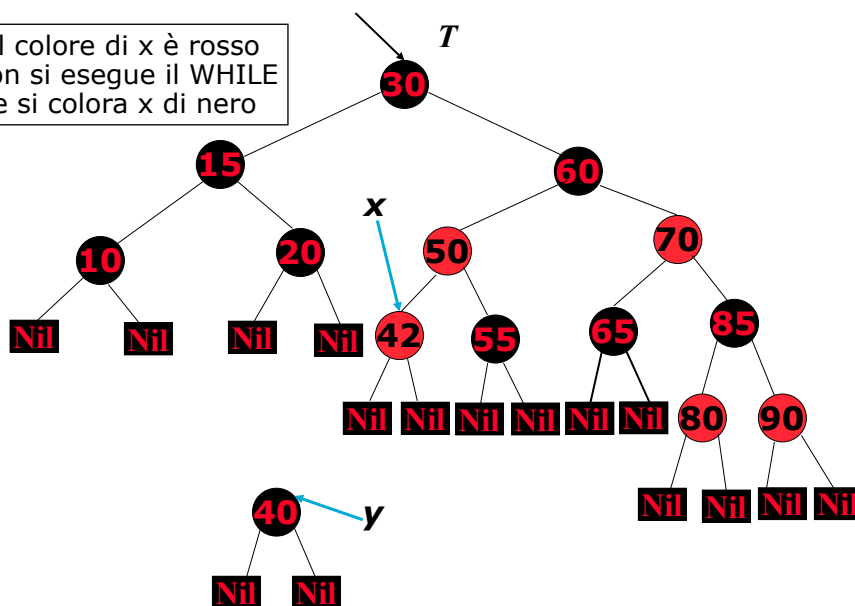 l colore di x è rosso
on si esegue il WHILE
e si colora x di nero
T
30
15
60
x
50
70
10
20
Nil
Nil
Nil
Nil
42
55
65
85
Nil
Nil
Nil
Nil
Nil
Nil
80
90
Nil
Nil
Nil
Nil
40
y
Nil
Nil